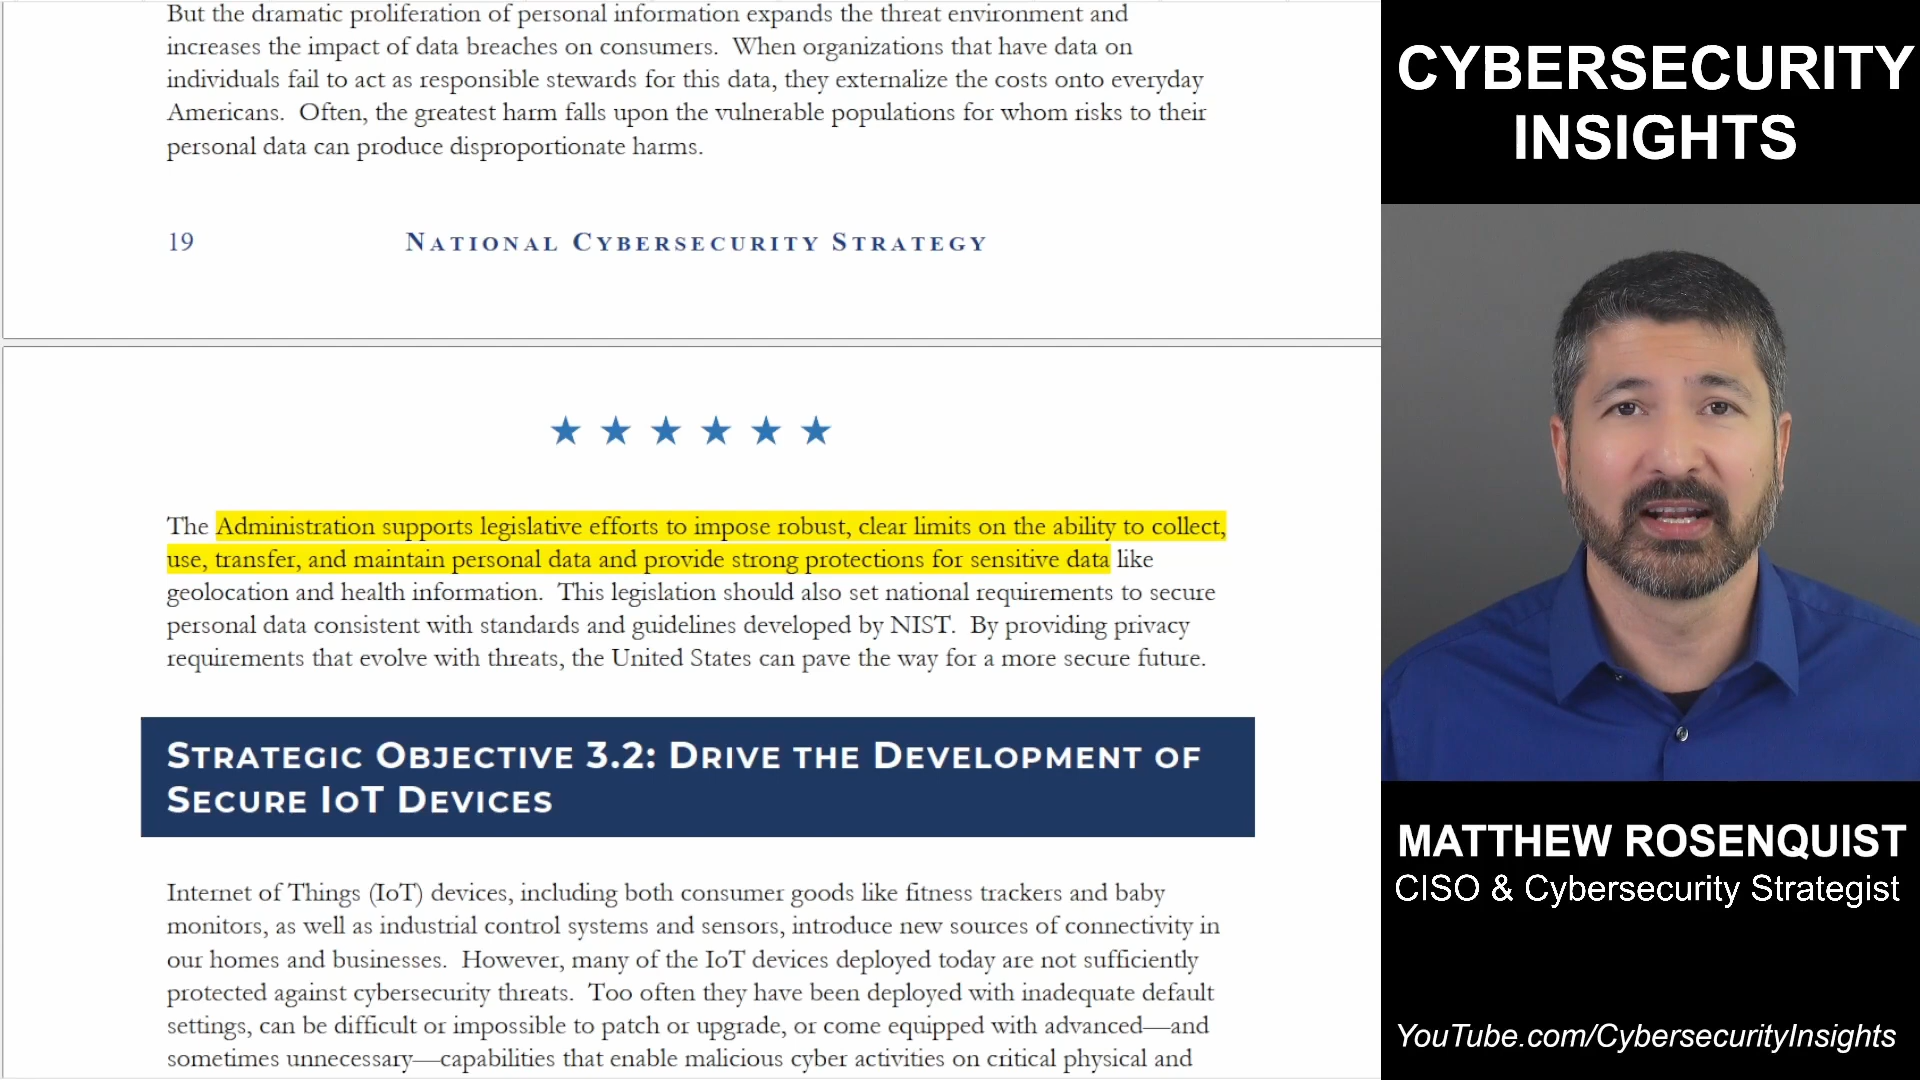 But the dramatic proliferation of personal information expands the threat environment and
increases the impact of data breaches on consumers. When organizations that have data on
individuals fail to act as responsible stewards for this data, they externalize the costs onto everyday
Americans. Often, the greatest harm falls upon the vulnerable populations for whom risks to their
personal data can produce disproportionate harms.
19 NATIONAL CYBERSECURITY STRATEGY
The Administration supports legislative efforts to impose robust, clear limits on the ability to collect,
use, transfer, and maintain personal data and provide strong protections for sensitive data like
geolocation and health information. This legislation should also set national requirements to secure
personal data consistent with standards and guidelines developed by NIST. By providing privacy
requirements that evolve with threats, the United States can pave the way for a more secure future.
STRATEGIC OBJECTIVE 3.2: DRIVE THE DEVELOPMENT OF
SECURE IOT DEVICES
Internet of Things (IoT) devices, including both consumer goods like fitness trackers and baby
monitors, as well as industrial control systems and sensors, introduce new sources of connectivity in
our homes and businesses. However, many of the IoT devices deployed today are not sufficiently
protected against cybersecurity threats. Too often they have been deployed with inadequate default
settings, can be difficult or impossible to patch or upgrade, or come equipped with advanced—and
sometimes unnecessary—capabilities that enable malicious cyber activities on critical physical and
CYBERSECURITY
INSIGHTS
MATTHEW ROSENQUIST
CISO & Cybersecurity Strategist
YouTube.com/CybersecurityInsights